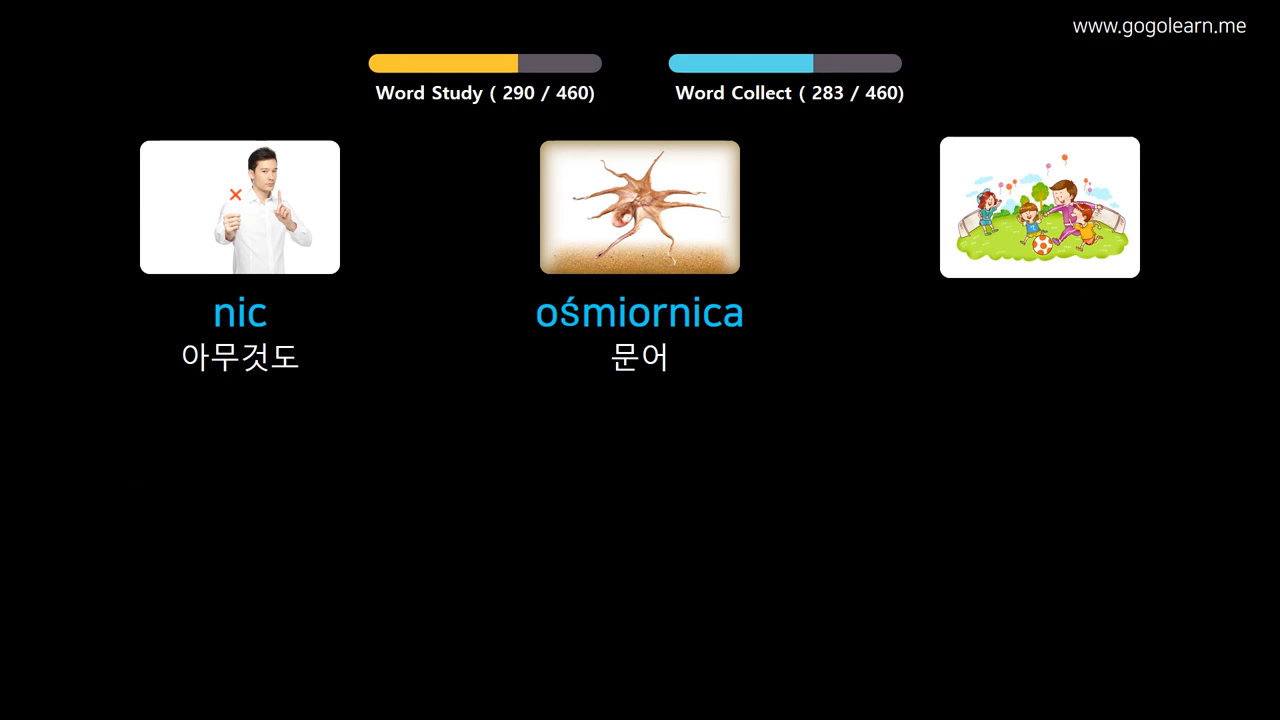 www.gogolearn.me
Word Study ( 290 / 460)
Word Collect ( 283 / 460)
nic
아무것도
ośmiornica
문어